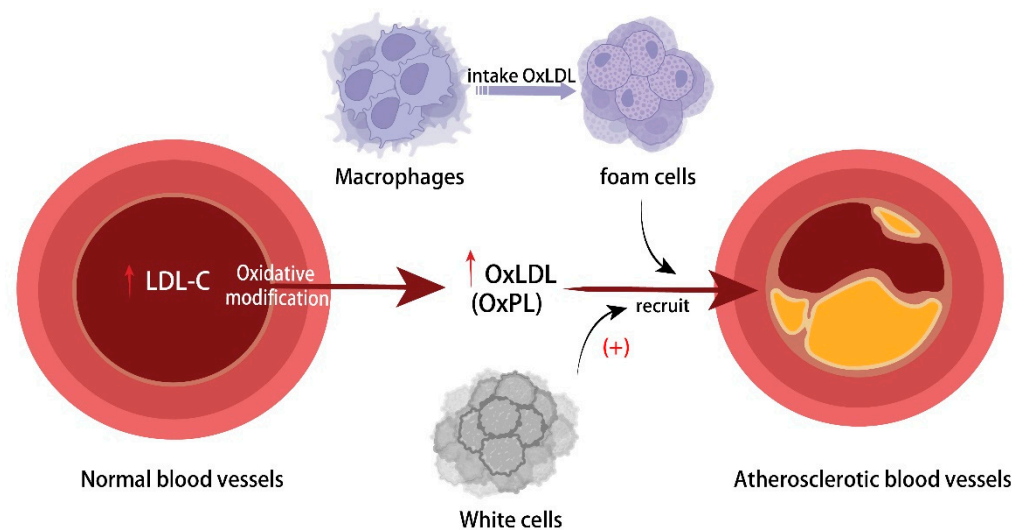 intake OxLDL
Macrophages
foam cells
LDL-C
Oxidative
modification
OxLDL
(OxPL)
recruit
(+)
Normal blood vessels
White cells
Atherosclerotic blood vessels